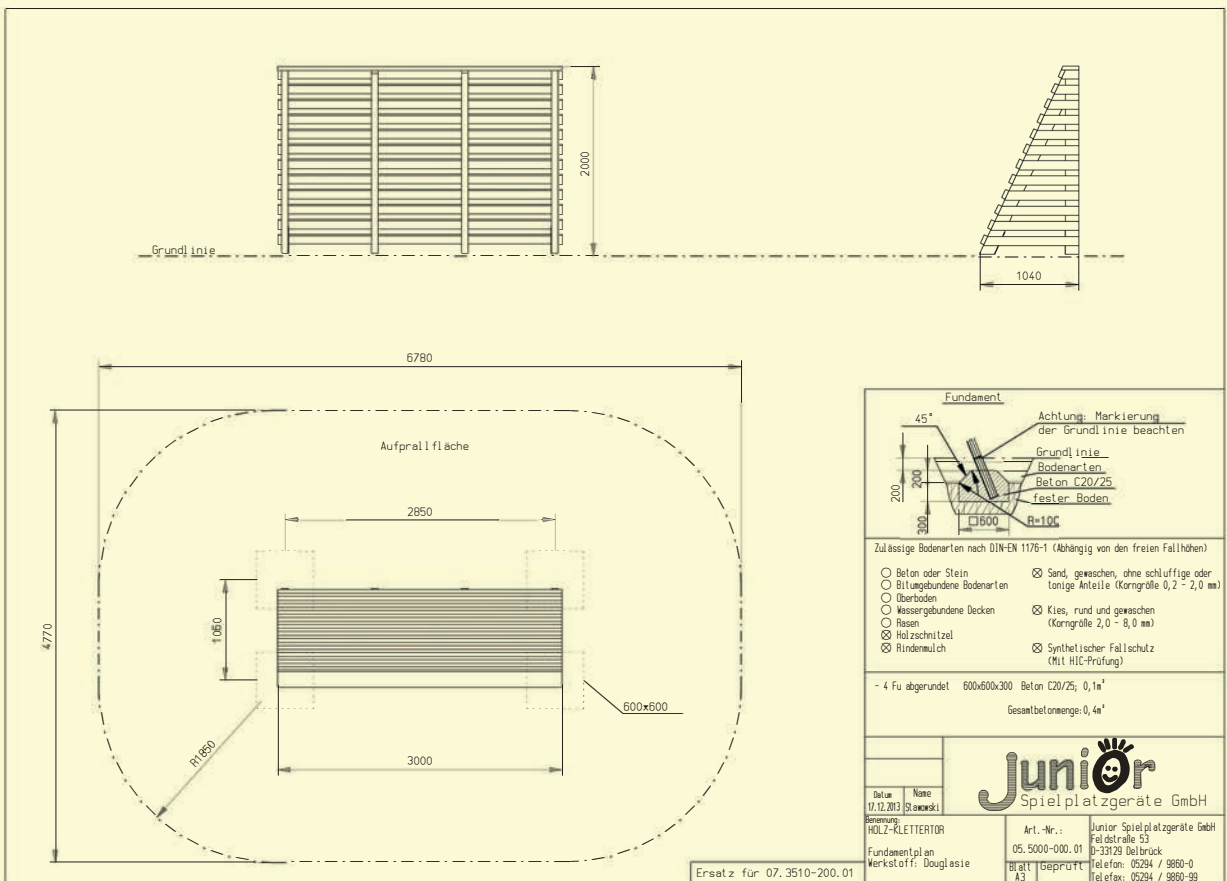 2000
Grundlinie
1040
6780
Aufprallfläche
2850
4770
1060
600x600
R1850
3000
Fundament
45°
Achtung: Markierung
der Grundlinie beachten
Grundlinie
Bodenarten
Beton C20/25
fester Boden
200
200
300
□600
Zulässige Bodenarten nach DIN-EN 1176-1 (Abhängig von den freien Fallhöhen)
○ Beton oder Stein
○ Bitumgebundene Bodenarten
○ Oberboden
○ Wassergebundene Decken
○ Rasen
⊗ Holzschnitzel
⊗ Rindenmulch
⊗ Sand, gewaschen, ohne schluffige oder
tonige Anteile (Korngröße 0,2 - 2,0 mm)
⊗ Kies, rund und gewaschen
(Korngröße 2,0 - 8,0 mm)
⊗ Synthetischer Fallschutz
(Mit HIC-Prüfung)
- 4 Fu abgerundet 600x600x300 Beton C20/25; 0,1m³
Gesamtbetonmenge: 0,4m³
Junior
Spielplatzgeräte GmbH
Datum Name
17.12.2013 Stawowski
Benennung:
HOLZ-KLETTERTOR
Fundamentplan
Werkstoff: Douglasie
Art.-Nr.:
05.5000-000.01
Blatt
A3
Geprüft
Junior Spielplatzgeräte GmbH
Feldstraße 53
D-33129 Delbrück
Telefon: 05294 / 9860-0
Telefax: 05294 / 9860-99
Ersatz für 07.3510-200.01